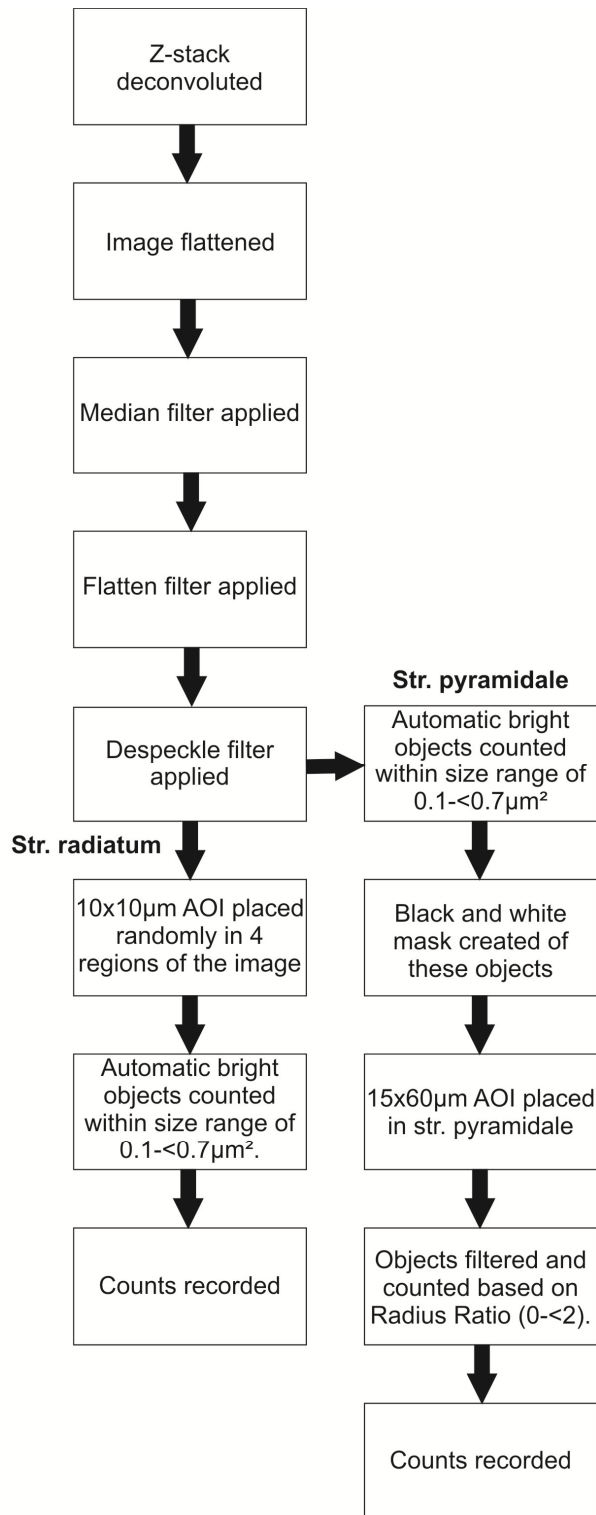 Z-stack
deconvoluted
Image flattened
Median filter applied
Flatten filter applied
Despeckle filter
applied
Str. radiatum
10x10µm AOI placed
randomly in 4
regions of the image
Automatic bright
objects counted
within size range of
0.1-<0.7µm².
Counts recorded
Str. pyramidale
Automatic bright
objects counted
within size range of
0.1-<0.7µm²
Black and white
mask created of
these objects
15x60µm AOI placed
in str. pyramidale
Objects filtered and
counted based on
Radius Ratio (0-<2).
Counts recorded